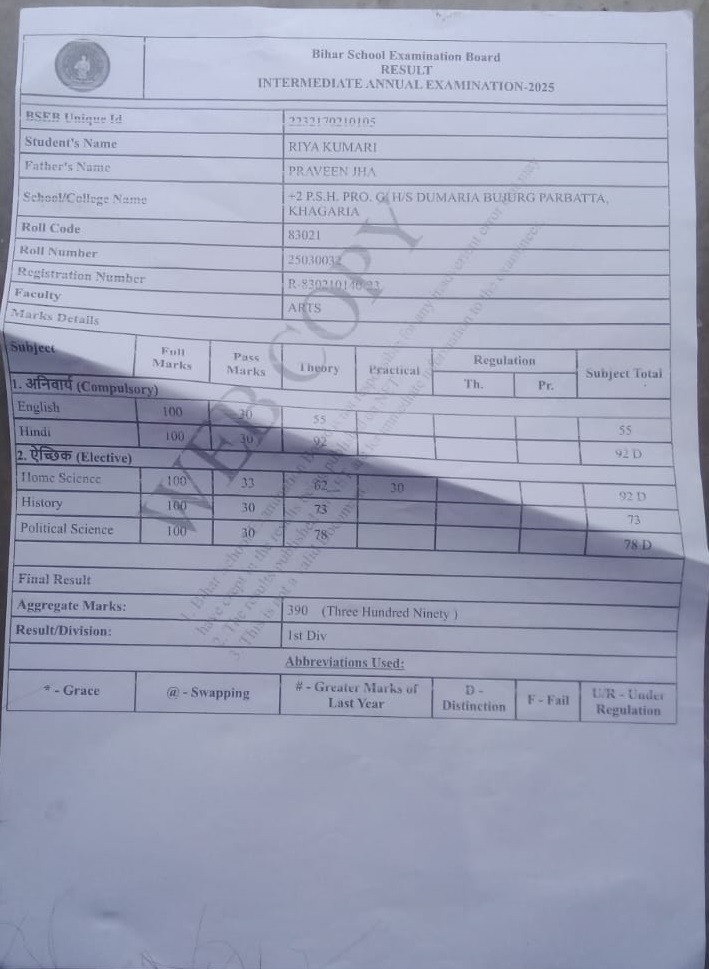 Bihar School Examination Board
RESULT
INTERMEDIATE ANNUAL EXAMINATION-2025
BSEB Unique Id 2232170210105
Student's Name RIYA KUMARI
Father's Name PRAVEEN JHA
School/College Name +2 P.S.H. PRO. G( H/S DUMARIA BUJURG PARBATTA,
KHAGARIA
Roll Code 83021
Roll Number 25030032
Registration Number R-830210140-23
Faculty ARTS
Marks Details
Subject Full Marks Pass Marks Theory Practical Regulation Subject Total
Th. Pr.
1. अनिवार्य (Compulsory)
English 100 30 55 55
Hindi 100 30 92 92 D
2. ऐच्छिक (Elective)
Home Science 100 33 62 30 92 D
History 100 30 73 73
Political Science 100 30 78 78 D
Final Result
Aggregate Marks: 390 (Three Hundred Ninety )
Result/Division: 1st Div
Abbreviations Used:
* - Grace @ - Swapping # - Greater Marks of Last Year D - Distinction F - Fail U/R - Under Regulation
WEB COPY